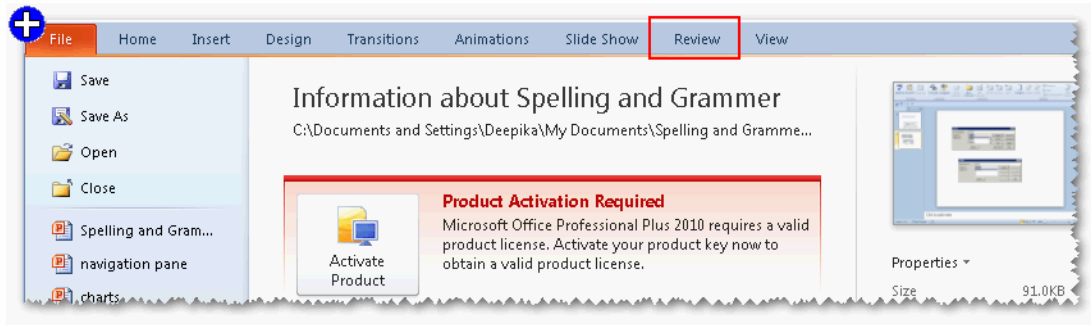 File Home Insert Design Transitions Animations Slide Show Review View
Save
Save As
Open
Close
Spelling and Gram...
navigation pane
charts
Information about Spelling and Grammer
C:\Documents and Settings\Deepika\My Documents\Spelling and Gramme...
Activate
Product
Product Activation Required
Microsoft Office Professional Plus 2010 requires a valid
product license. Activate your product key now to
obtain a valid product license.
Properties
Size 91.0KB